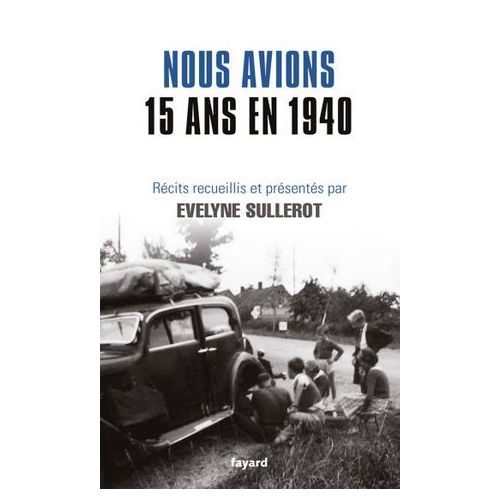 NOUS AVIONS
15 ANS EN 1940
Récits recueillis et présentés par
EVELYNE SULLEROT
fayard